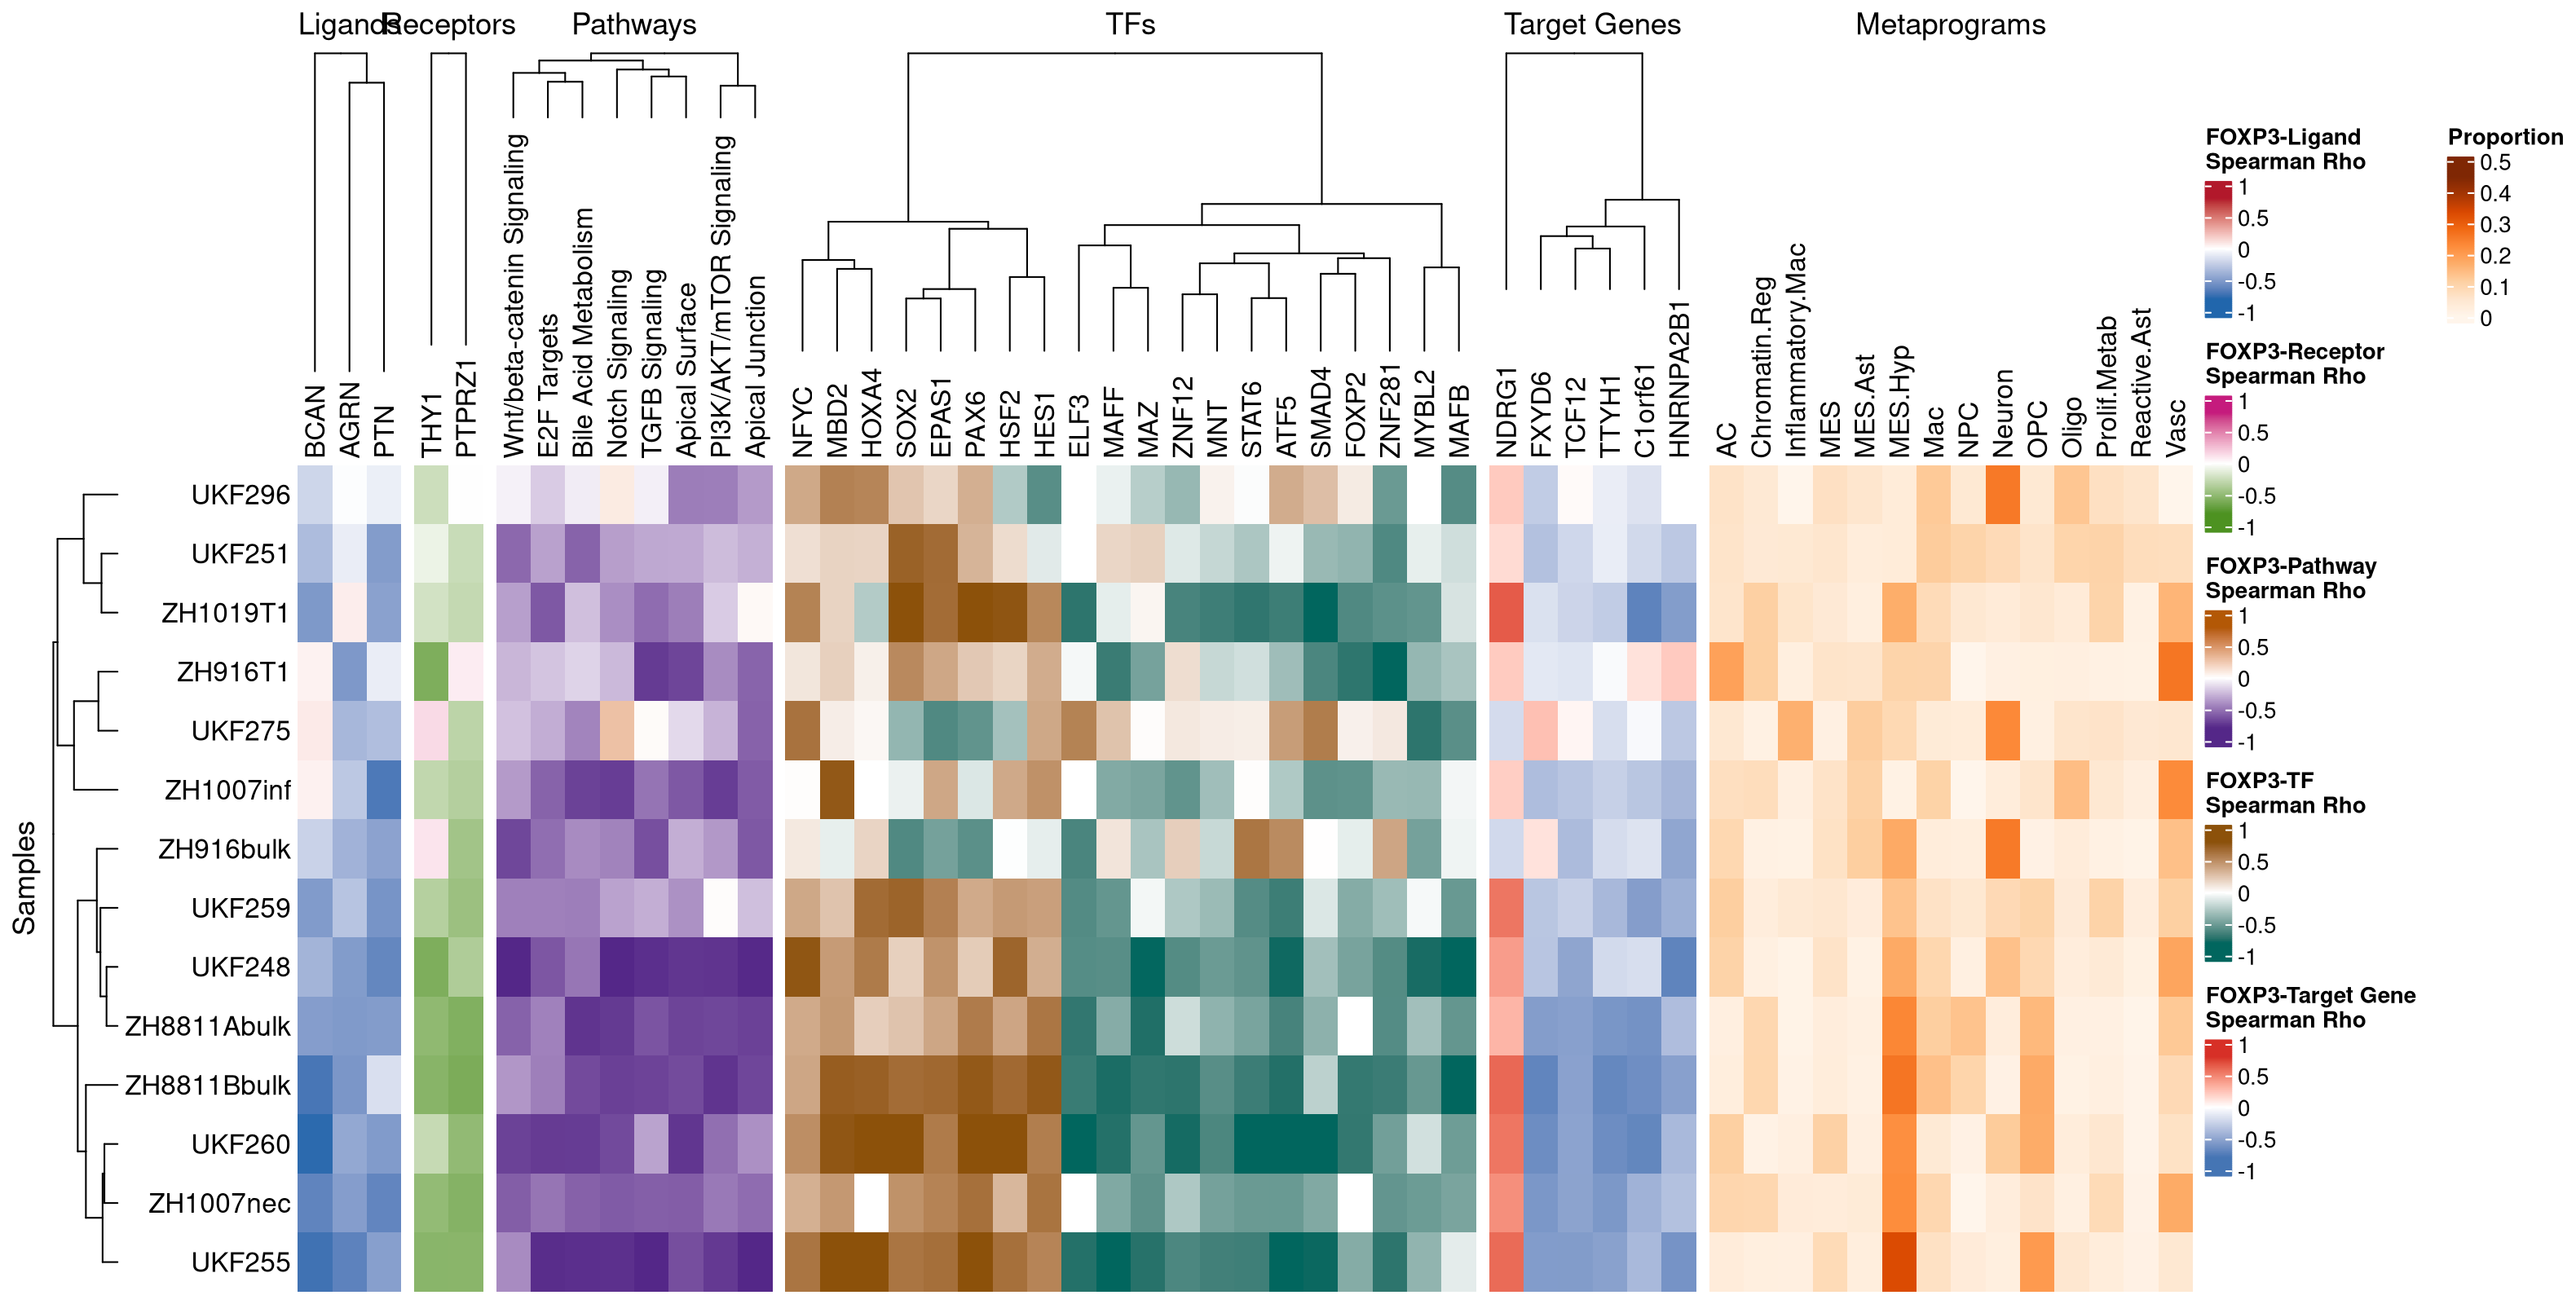 Ligands Receptors Pathways TFs Target Genes Metaprograms
BCAN
AGRN
PTN
THY1
PTPRZ1
Wnt/beta-catenin Signaling
E2F Targets
Bile Acid Metabolism
Notch Signaling
TGFB Signaling
Apical Surface
PI3K/AKT/mTOR Signaling
Apical Junction
NFYC
MBD2
HOXA4
SOX2
EPAS1
PAX6
HSF2
HES1
ELF3
MAFF
MAZ
ZNF12
MNT
STAT6
ATF5
SMAD4
FOXP2
ZNF281
MYBL2
MAFB
NDRG1
FXYD6
TCF12
TTYH1
C1orf61
HNRNPA2B1
AC
Chromatin.Reg
Inflammatory.Mac
MES
MES.Ast
MES.Hyp
Mac
NPC
Neuron
OPC
Oligo
Prolif.Metab
Reactive.Ast
Vasc
Samples
UKF296
UKF251
ZH1019T1
ZH916T1
UKF275
ZH1007inf
ZH916bulk
UKF259
UKF248
ZH8811Abulk
ZH8811Bbulk
UKF260
ZH1007nec
UKF255
FOXP3-Ligand
Spearman Rho
1
0.5
0
-0.5
-1
FOXP3-Receptor
Spearman Rho
1
0.5
0
-0.5
-1
FOXP3-Pathway
Spearman Rho
1
0.5
0
-0.5
-1
FOXP3-TF
Spearman Rho
1
0.5
0
-0.5
-1
FOXP3-Target Gene
Spearman Rho
1
0.5
0
-0.5
-1
Proportion
0.5
0.4
0.3
0.2
0.1
0